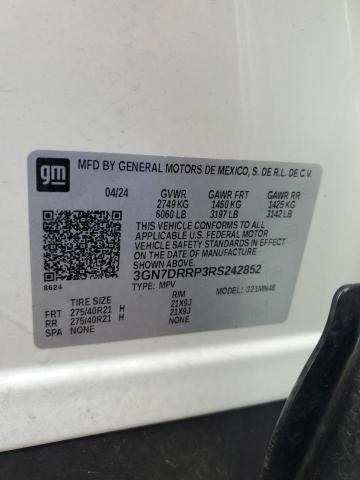 gm
MFD BY GENERAL MOTORS DE MEXICO, S. DE R.L. DE C.V.
04/24 GVWR GAWR FRT GAWR RR
2749 KG 1450 KG 1425 KG
6060 LB 3197 LB 3142 LB
THIS VEHICLE CONFORMS TO ALL
APPLICABLE U.S. FEDERAL MOTOR
VEHICLE SAFETY STANDARDS IN EFFECT
ON THE DATE OF MANUFACTURE
SHOWN ABOVE.
3GN7DRRP3RS242852
8624 TYPE: MPV MODEL: 321MN48
TIRE SIZE RIM
FRT 275/40R21 H 21X9J
RR 275/40R21 H 21X9J
SPA NONE NONE